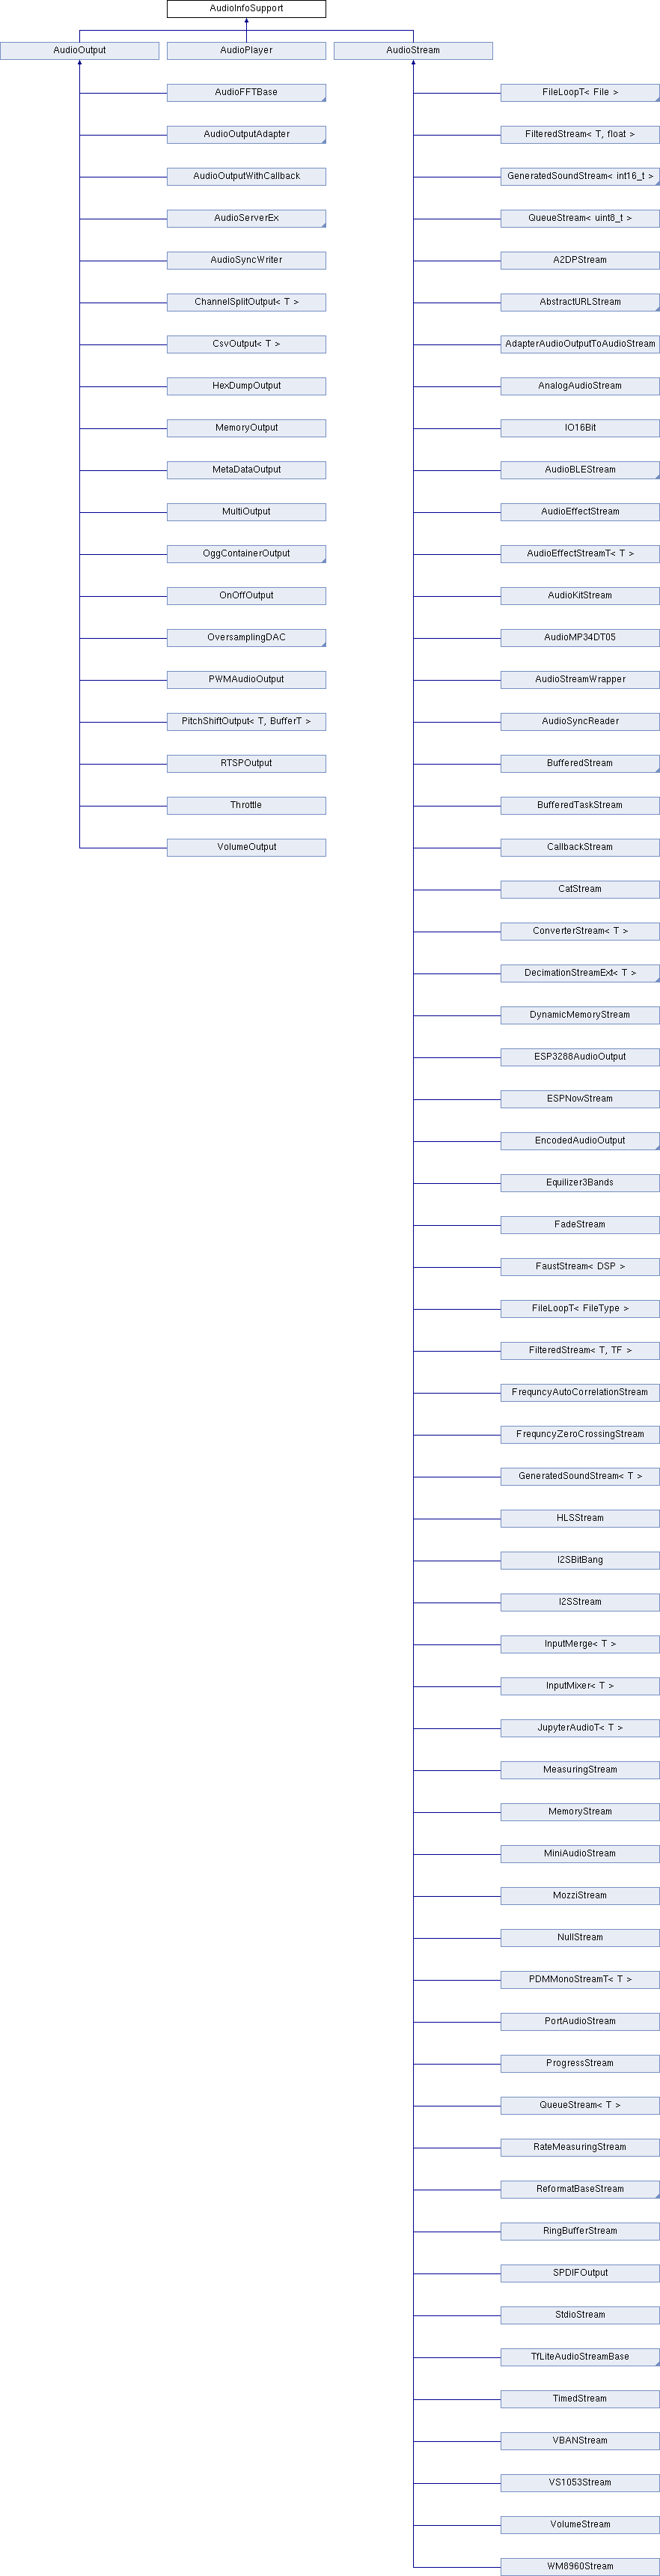 AudioInfoSupport
AudioOutput
AudioPlayer
AudioStream
AudioFFTBase
AudioOutputAdapter
AudioOutputWithCallback
AudioServerEx
AudioSyncWriter
ChannelSplitOutput< T >
CsvOutput< T >
HexDumpOutput
MemoryOutput
MetaDataOutput
MultiOutput
OggContainerOutput
OnOffOutput
OversamplingDAC
PWMAudioOutput
PitchShiftOutput< T, BufferT >
RTSPOutput
Throttle
VolumeOutput
FileLoopT< File >
FilteredStream< T, float >
GeneratedSoundStream< int16_t >
QueueStream< uint8_t >
A2DPStream
AbstractURLStream
AdapterAudioOutputToAudioStream
AnalogAudioStream
IO16Bit
AudioBLEStream
AudioEffectStream
AudioEffectStreamT< T >
AudioKitStream
AudioMP34DT05
AudioStreamWrapper
AudioSyncReader
BufferedStream
BufferedTaskStream
CallbackStream
CatStream
ConverterStream< T >
DecimationStreamExt< T >
DynamicMemoryStream
ESP3288AudioOutput
ESPNowStream
EncodedAudioOutput
Equilizer3Bands
FadeStream
FaustStream< DSP >
FileLoopT< FileType >
FilteredStream< T, TF >
FrequncyAutoCorrelationStream
FrequncyZeroCrossingStream
GeneratedSoundStream< T >
HLSStream
I2SBitBang
I2SStream
InputMerge< T >
InputMixer< T >
JupyterAudioT< T >
MeasuringStream
MemoryStream
MiniAudioStream
MozziStream
NullStream
PDMMonoStreamT< T >
PortAudioStream
ProgressStream
QueueStream< T >
RateMeasuringStream
ReformatBaseStream
RingBufferStream
SPDIFOutput
StdioStream
TfLiteAudioStreamBase
TimedStream
VBANStream
VS1053Stream
VolumeStream
WM8960Stream